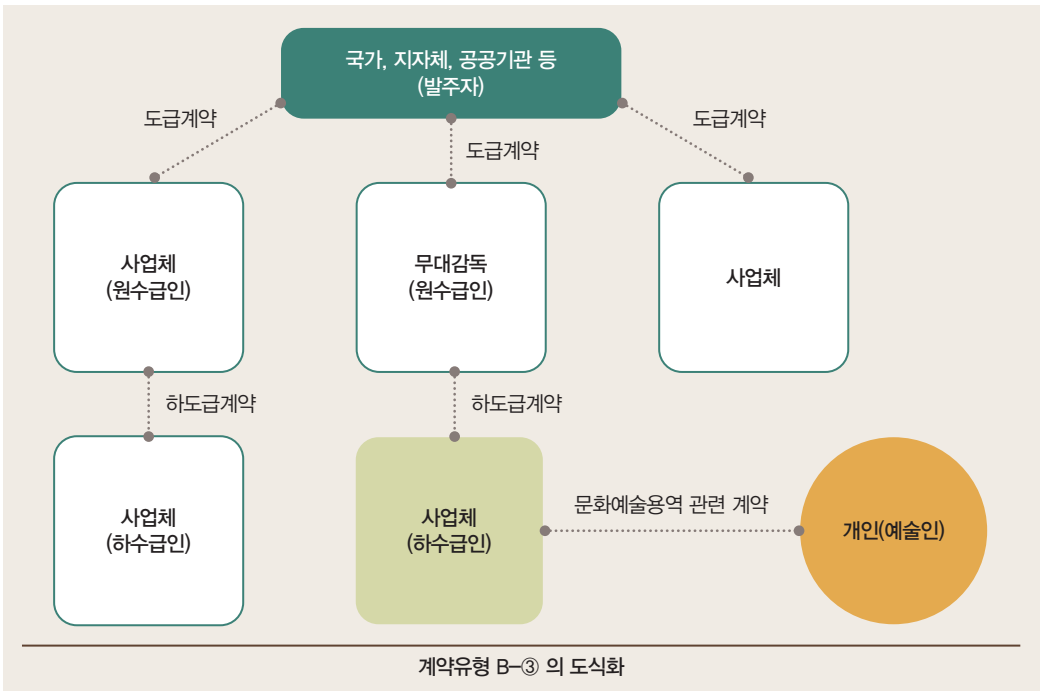 국가, 지자체, 공공기관 등
(발주자)
도급계약
도급계약
도급계약
사업체
(원수급인)
무대감독
(원수급인)
사업체
하도급계약
하도급계약
사업체
(하수급인)
사업체
(하수급인)
문화예술용역 관련 계약
개인(예술인)
계약유형 B-③ 의 도식화